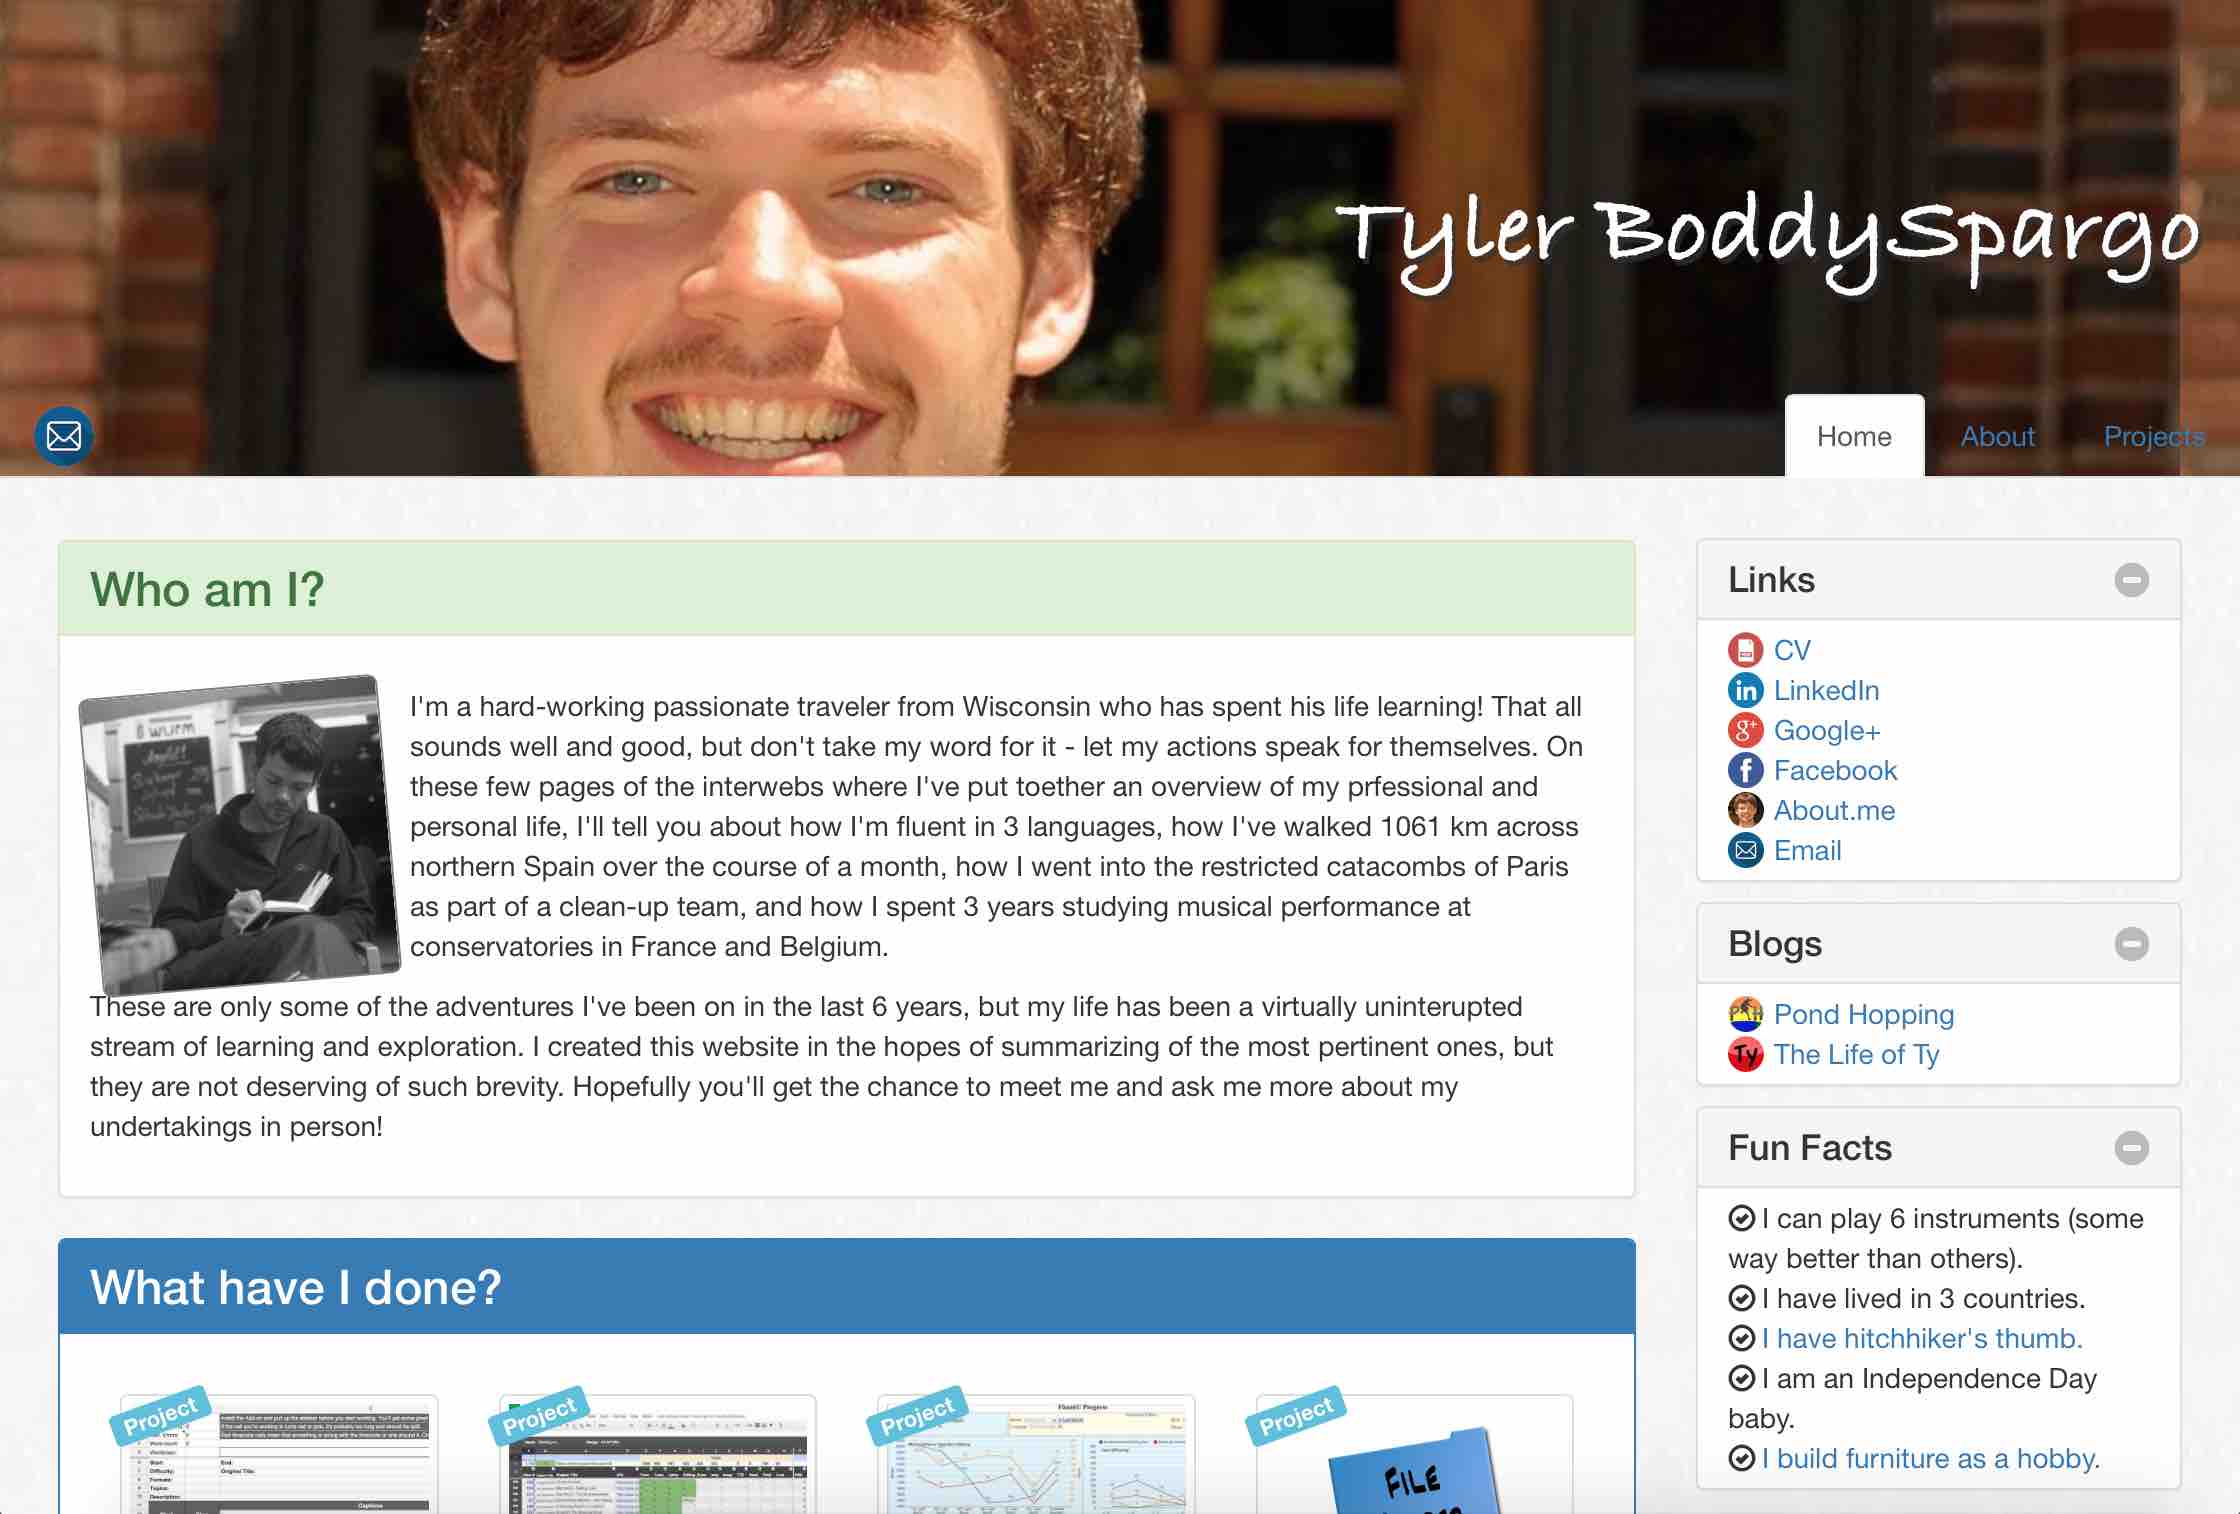 Tyler BoddySpargo
Home
About
Projects
Who am I?
I'm a hard-working passionate traveler from Wisconsin who has spent his life learning! That all
sounds well and good, but don't take my word for it - let my actions speak for themselves. On
these few pages of the interwebs where I've put toether an overview of my prfessional and
personal life, I'll tell you about how I'm fluent in 3 languages, how I've walked 1061 km across
northern Spain over the course of a month, how I went into the restricted catacombs of Paris
as part of a clean-up team, and how I spent 3 years studying musical performance at
conservatories in France and Belgium.
These are only some of the adventures I've been on in the last 6 years, but my life has been a virtually uninterupted
stream of learning and exploration. I created this website in the hopes of summarizing of the most pertinent ones, but
they are not deserving of such brevity. Hopefully you'll get the chance to meet me and ask me more about my
undertakings in person!
What have I done?
Project
Start:
End:
Difficulty:
Original Title:
Formats:
Topics:
Description:
Captions
Project
Project
Project
FILE
Links
CV
LinkedIn
Google+
Facebook
About.me
Email
Blogs
Pond Hopping
Ty The Life of Ty
Fun Facts
I can play 6 instruments (some
way better than others).
I have lived in 3 countries.
I have hitchhiker's thumb.
I am an Independence Day
baby.
I build furniture as a hobby.